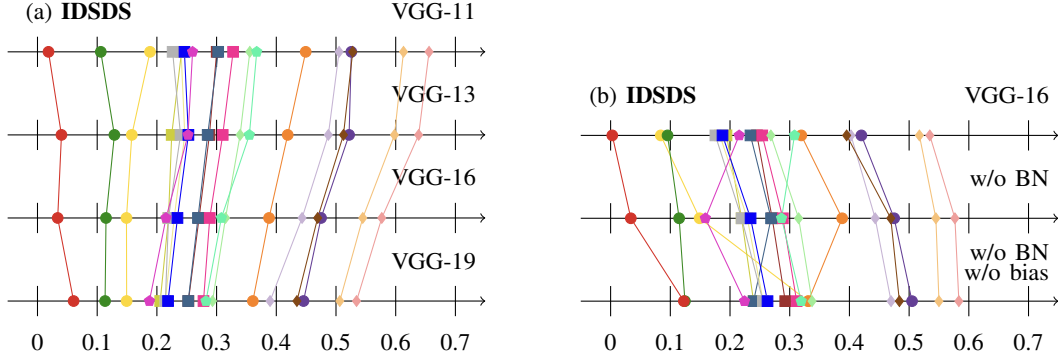 (a) IDSDS
VGG-11
VGG-13
VGG-16
VGG-19
0 0.1 0.2 0.3 0.4 0.5 0.6 0.7
(b) IDSDS
VGG-16
w/o BN
w/o BN
w/o bias
0 0.1 0.2 0.3 0.4 0.5 0.6 0.7